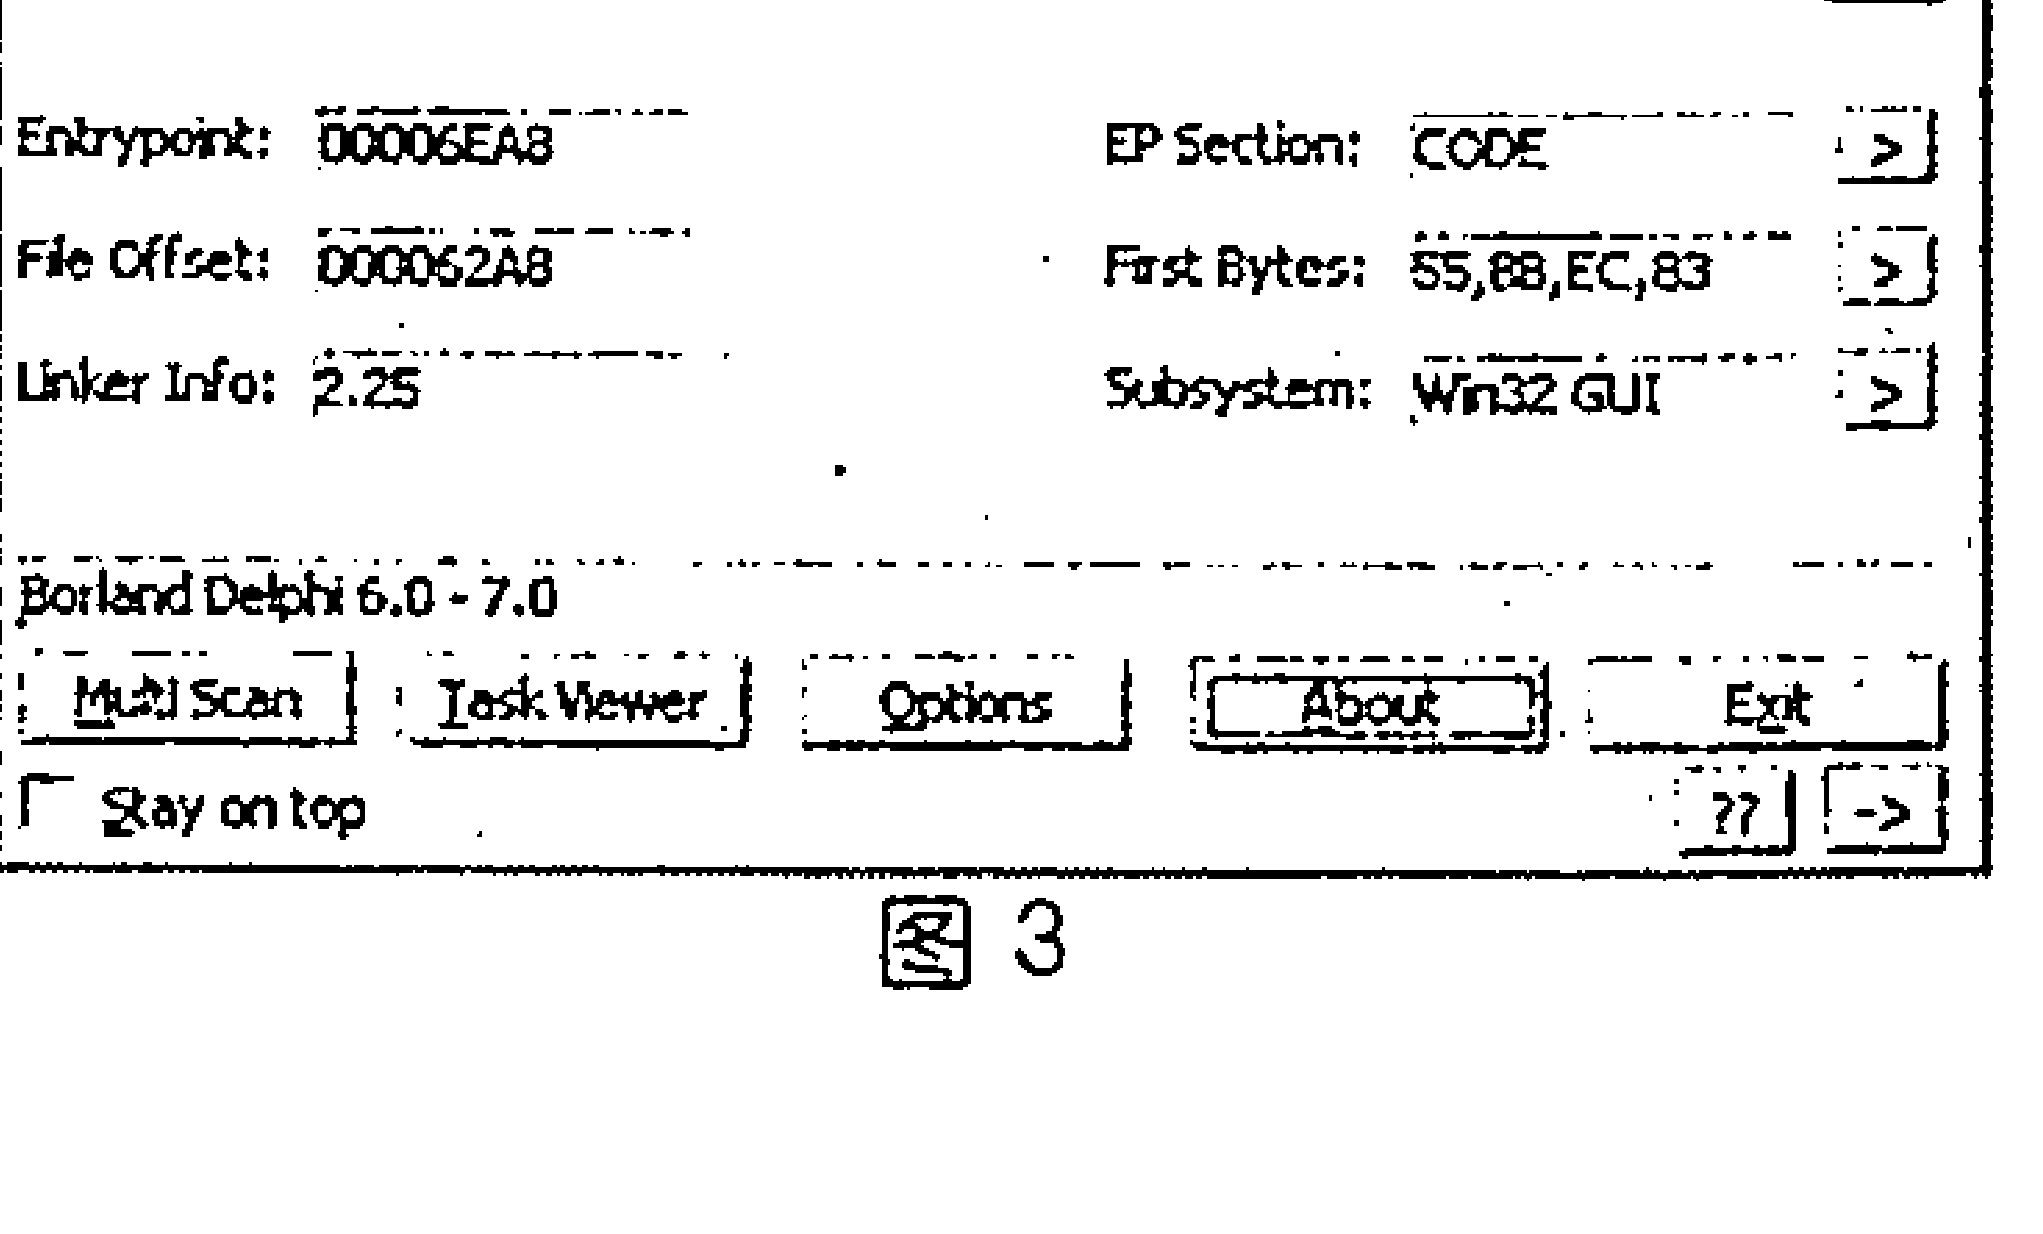 Entrypoint: 00006EA8 EP Section: CODE >
File Offset: 000062A8 First Bytes: 55,8B,EC,83 >
Linker Info: 2.25 Subsystem: Win32 GUI >
Borland Delphi 6.0 - 7.0
Multi Scan Task Viewer Options About Exit
Stay on top ?? ->
图 3